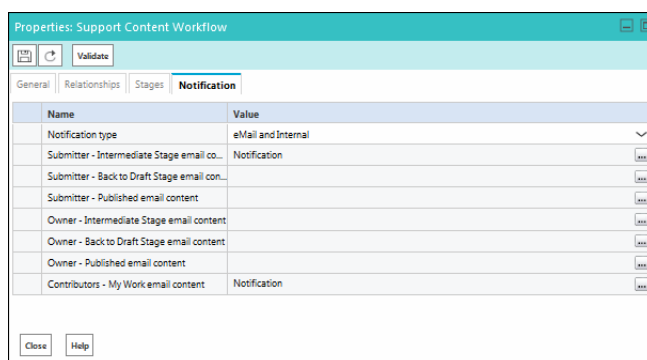 Properties: Support Content Workflow
Validate
General Relationships Stages Notification
Name Value
Notification type eMail and Internal
Submitter - Intermediate Stage email co... Notification
Submitter - Back to Draft Stage email con...
Submitter - Published email content
Owner - Intermediate Stage email content
Owner - Back to Draft Stage email content
Owner - Published email content
Contributors - My Work email content Notification
Close Help